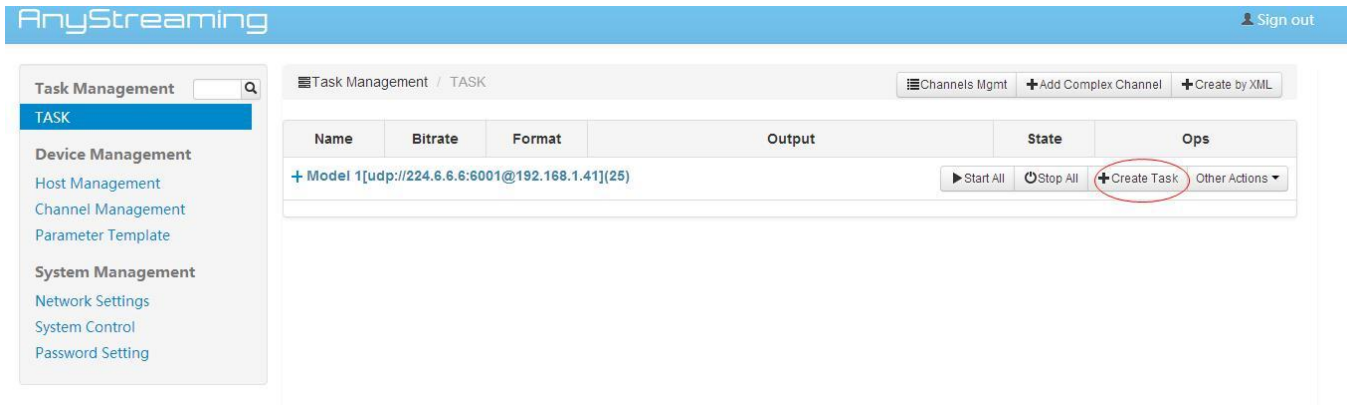 AnyStreaming
Sign out
Task Management
TASK
Device Management
Host Management
Channel Management
Parameter Template
System Management
Network Settings
System Control
Password Setting
Task Management / TASK
Channels Mgmt
+Add Complex Channel
+Create by XML
Name Bitrate Format Output State Ops
+ Model 1[udp://224.6.6.6:6001@192.168.1.41](25)
Start All
Stop All
+Create Task
Other Actions